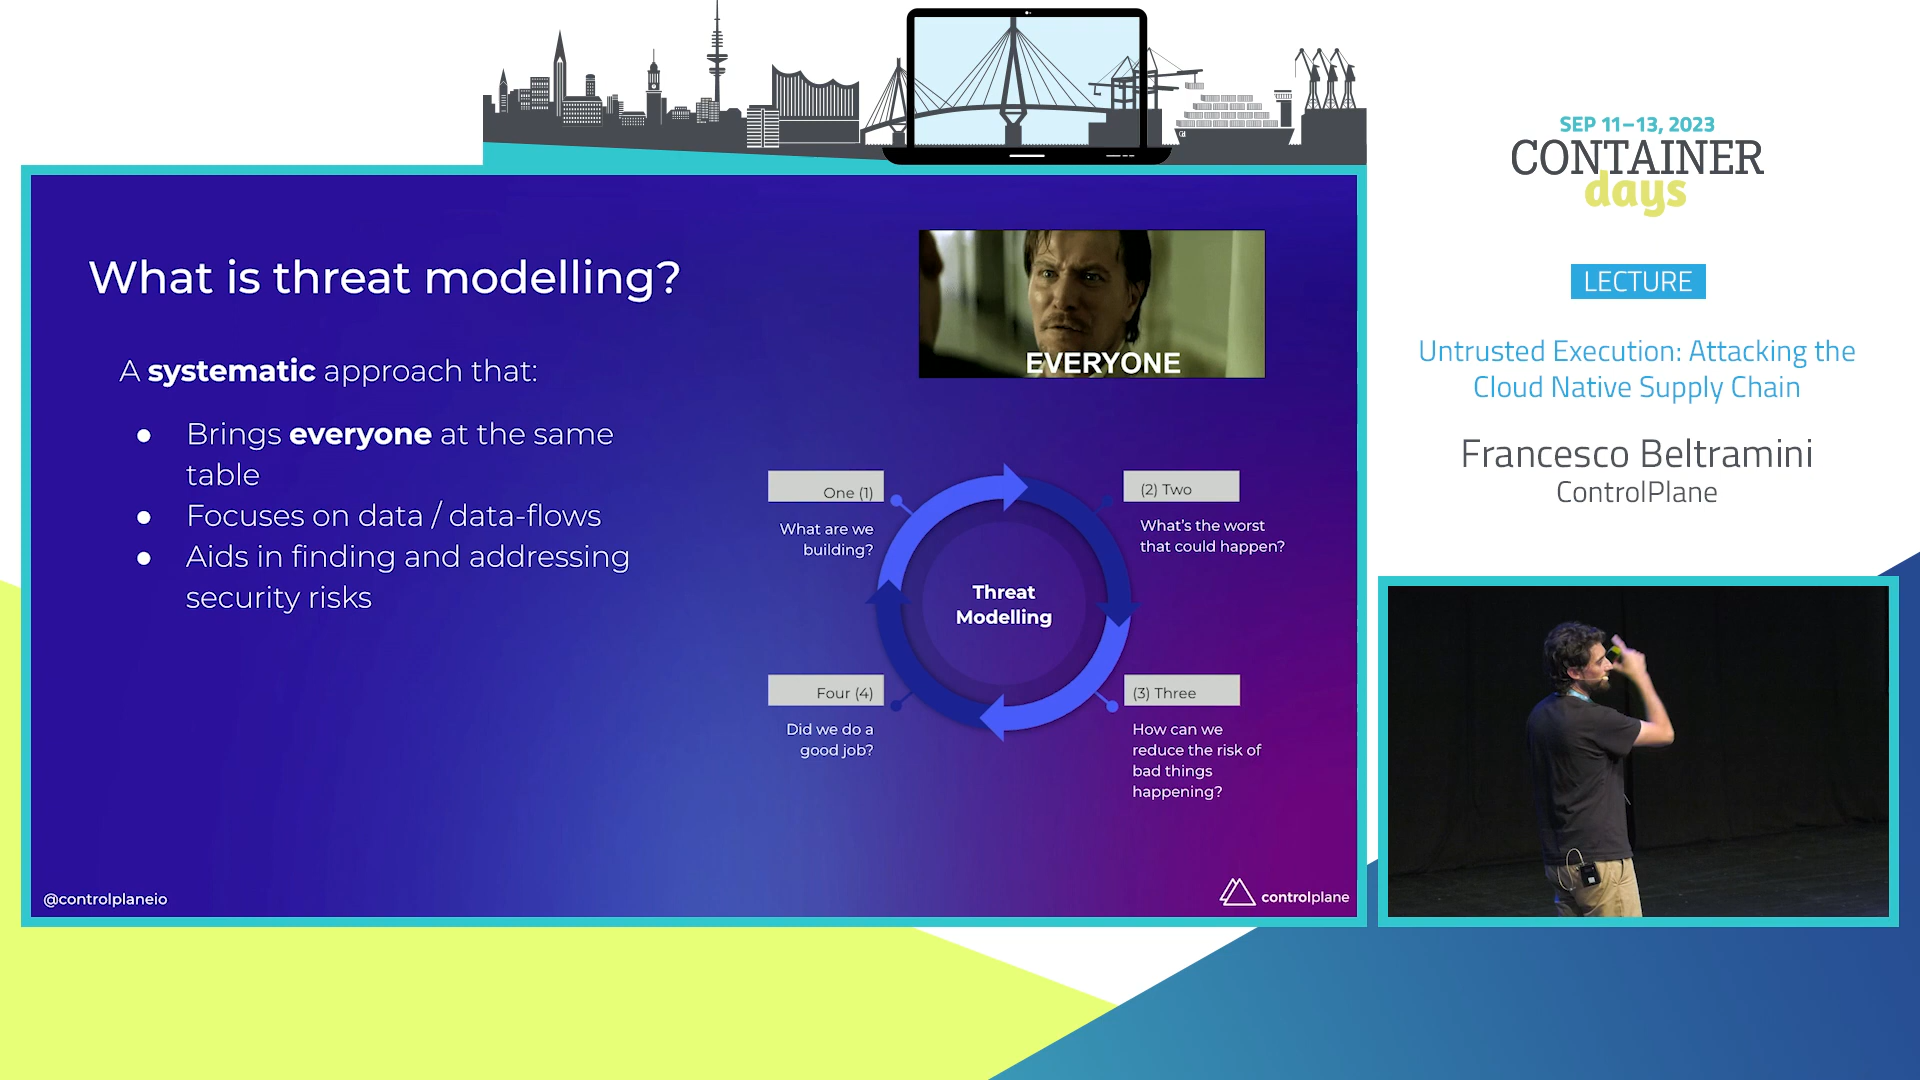 SEP 11–13, 2023
CONTAINER
days
LECTURE
Untrusted Execution: Attacking the
Cloud Native Supply Chain
Francesco Beltramini
ControlPlane
What is threat modelling?
A systematic approach that:
● Brings everyone at the same
table
● Focuses on data / data-flows
● Aids in finding and addressing
security risks
EVERYONE
One (1)
What are we
building?
(2) Two
What's the worst
that could happen?
Threat
Modelling
(3) Three
How can we
reduce the risk of
bad things
happening?
Four (4)
Did we do a
good job?
@controlplaneio
controlplane